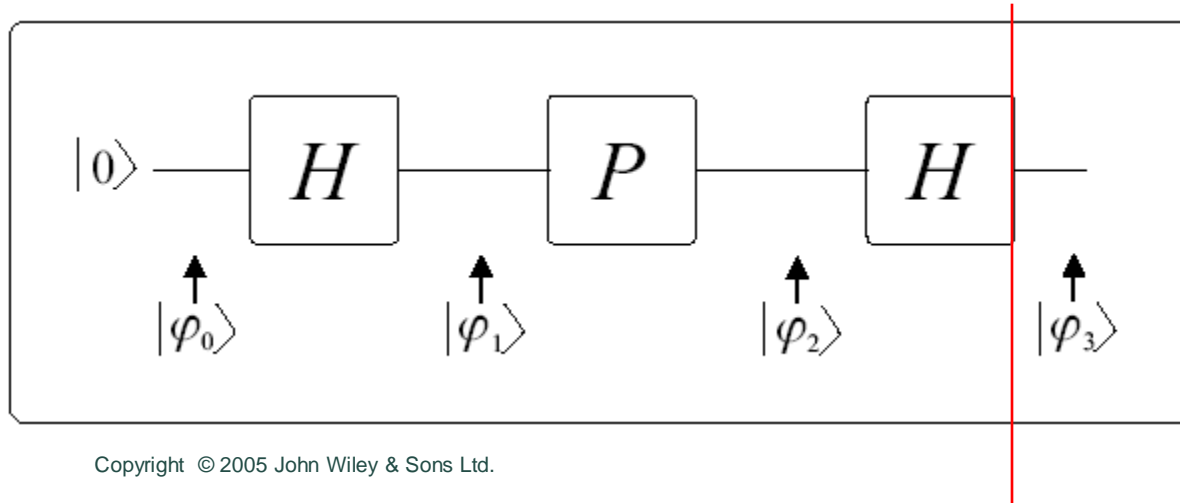 |0⟩ H P H
|φ₀⟩ |φ₁⟩ |φ₂⟩ |φ₃⟩
Copyright © 2005 John Wiley & Sons Ltd.